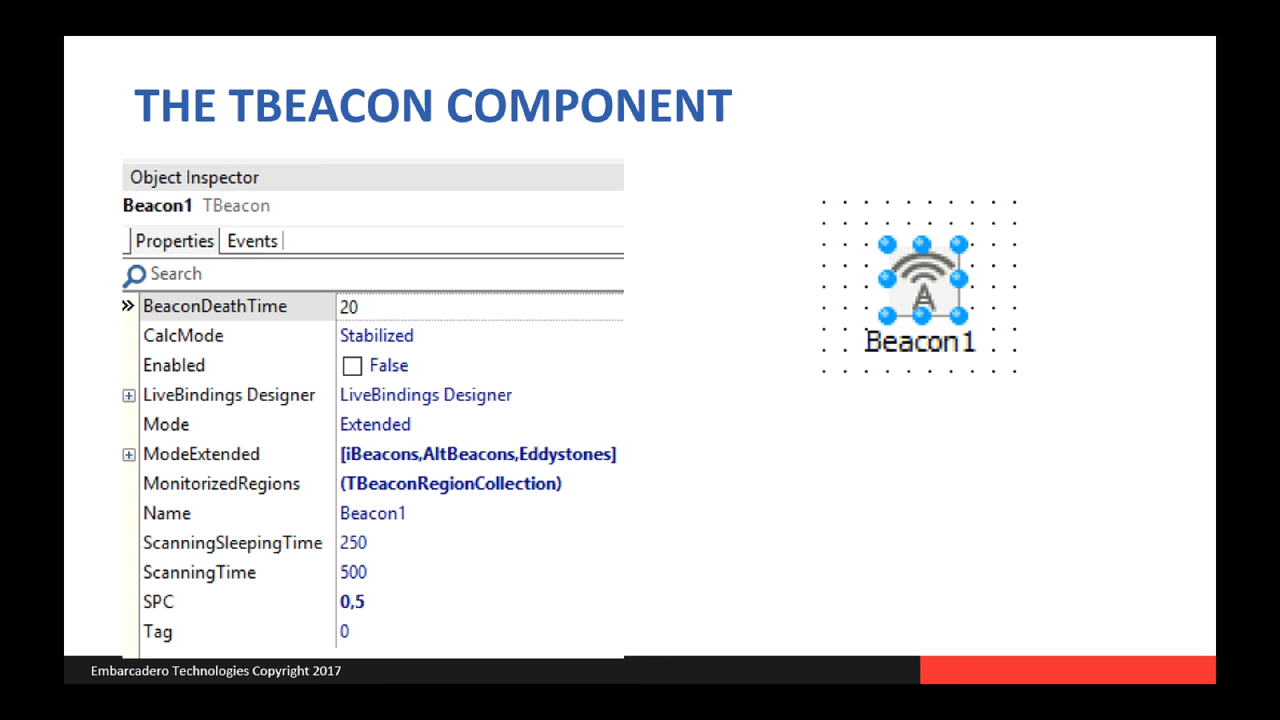 THE TBEACON COMPONENT
Object Inspector
Beacon1 TBeacon
Properties Events
Search
BeaconDeathTime 20
CalcMode Stabilized
Enabled False
LiveBindings Designer LiveBindings Designer
Mode Extended
ModeExtended [iBeacons,AltBeacons,Eddystones]
MonitorizedRegions (TBeaconRegionCollection)
Name Beacon1
ScanningSleepingTime 250
ScanningTime 500
SPC 0,5
Tag 0
Beacon1
Embarcadero Technologies Copyright 2017